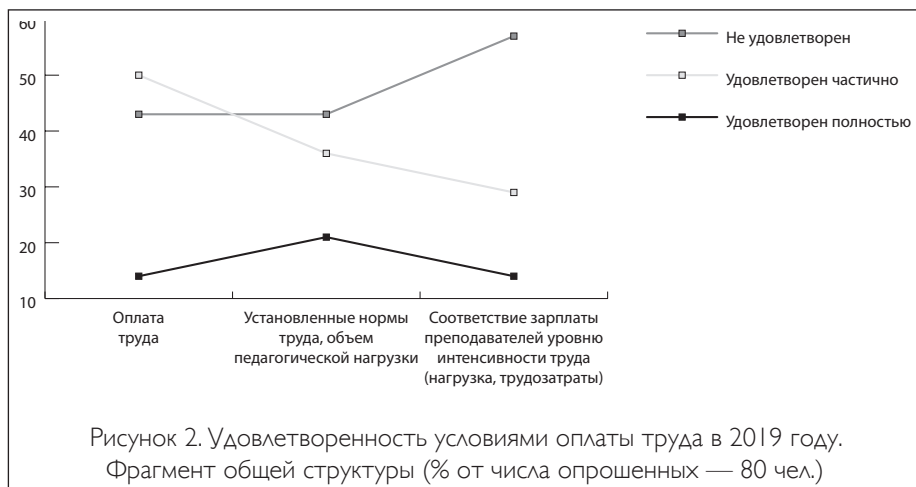 60
50
40
30
20
10
Не удовлетворен
Удовлетворен частично
Удовлетворен полностью
Оплата
труда
Установленные нормы
труда, объем
педагогической нагрузки
Соответствие зарплаты
преподавателей уровню
интенсивности труда
(нагрузка, трудозатраты)
Рисунок 2. Удовлетворенность условиями оплаты труда в 2019 году.
Фрагмент общей структуры (% от числа опрошенных — 80 чел.)